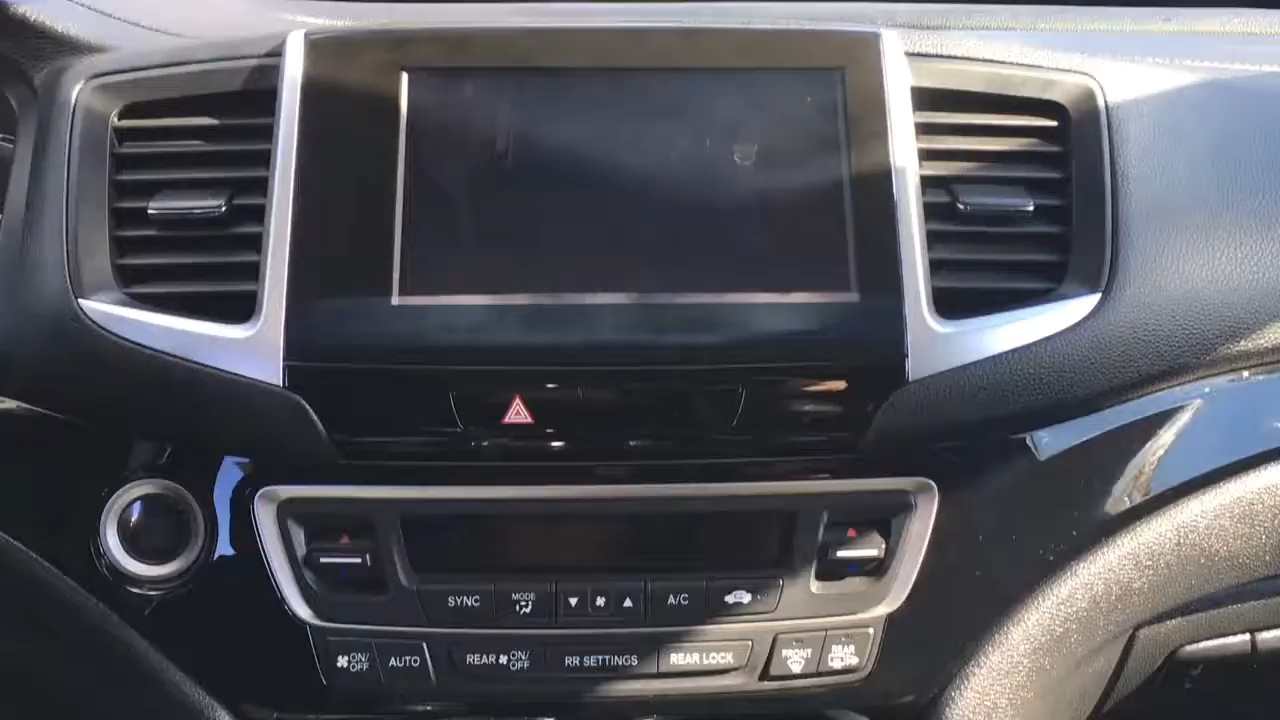 SYNC
MODE
A/C
ON/
OFF
AUTO
REAR ON/
OFF
RR SETTINGS
REAR LOCK
FRONT
REAR